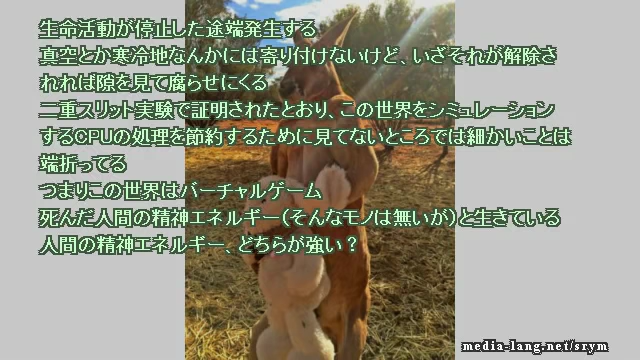 生命活動が停止した途端発生する
真空とか寒冷地なんかには寄り付けないけど、いざそれが解除さ
れれば隙を見て腐らせにくる
二重スリット実験で証明されたとおり、この世界をシミュレーション
するCPUの処理を節約するために見てないところでは細かいことは
端折ってる
つまりこの世界はバーチャルゲーム
死んだ人間の精神エネルギー(そんなモノは無いが)と生きている
人間の精神エネルギー、どちらが強い？
media-lang.net/srym